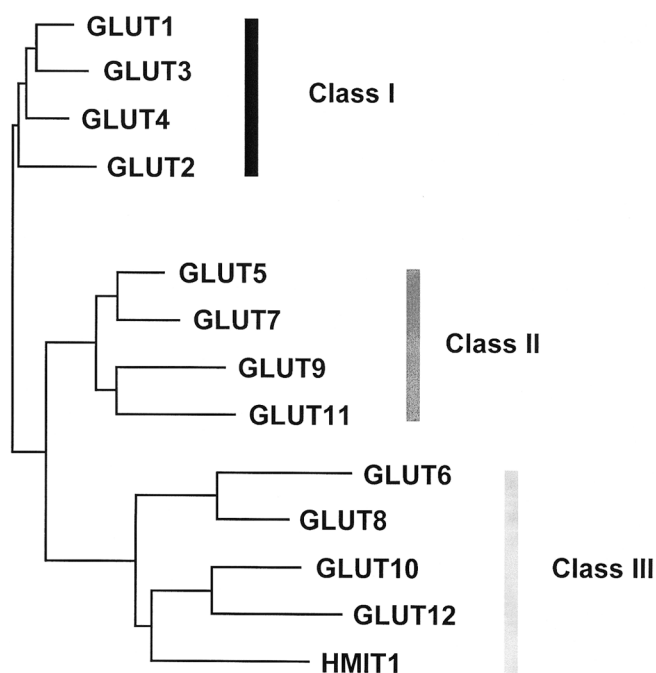 GLUT1
GLUT3
Class I
GLUT4
GLUT2
GLUT5
GLUT7
Class II
GLUT9
GLUT11
GLUT6
GLUT8
GLUT10
Class III
GLUT12
HMIT1